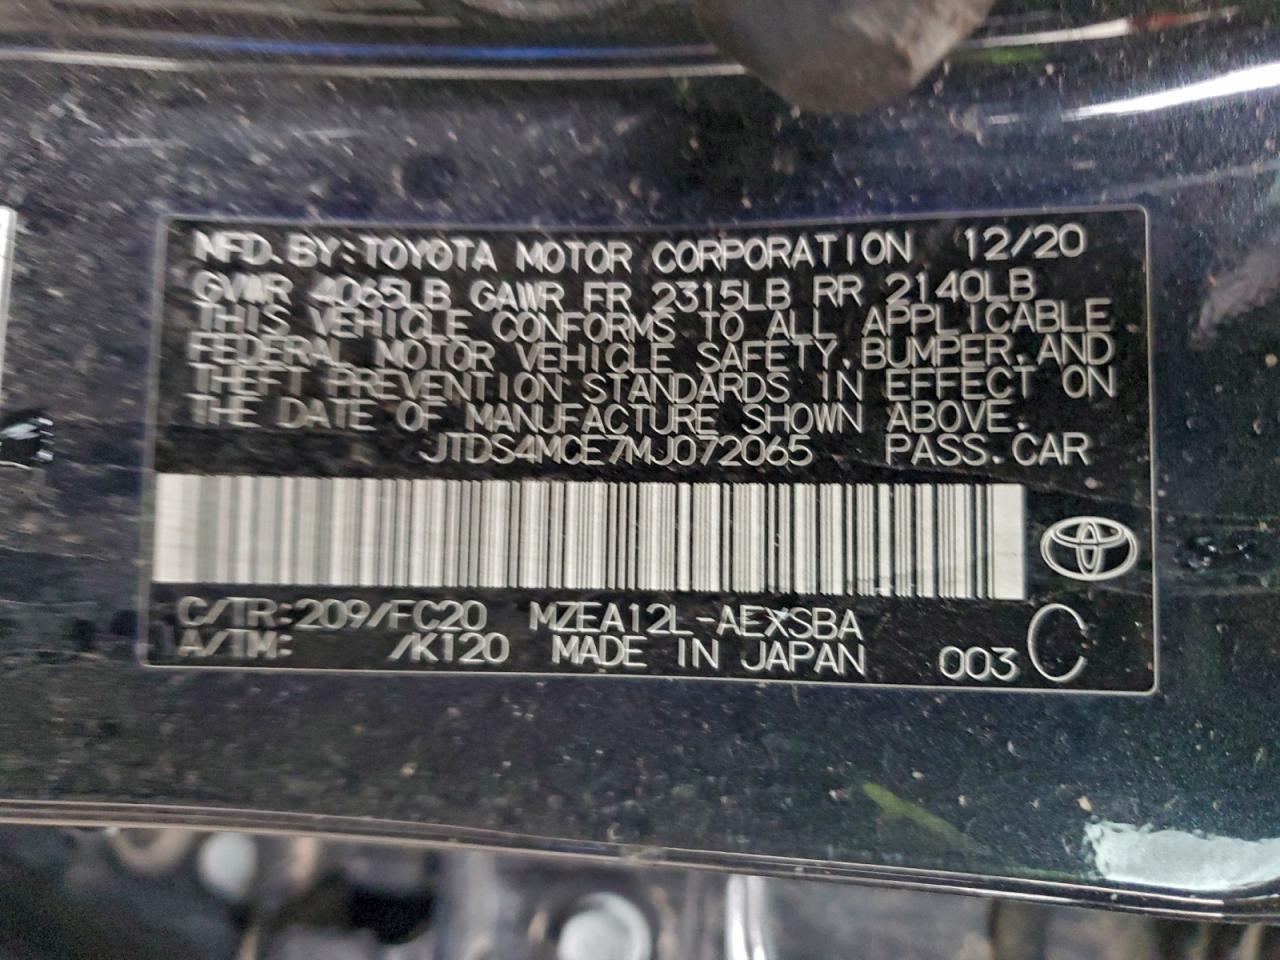 MFD. BY: TOYOTA MOTOR CORPORATION 12/20
GVWR 4065LB GAWR FR 2315LB RR 2140LB
THIS VEHICLE CONFORMS TO ALL APPLICABLE
FEDERAL MOTOR VEHICLE SAFETY, BUMPER, AND
THEFT PREVENTION STANDARDS IN EFFECT ON
THE DATE OF MANUFACTURE SHOWN ABOVE.
JTDS4MCE7MJ072065 PASS. CAR
C/TR: 209/FC20 MZEA12L-AEXSBA
A/TM: /K120 MADE IN JAPAN 003 C